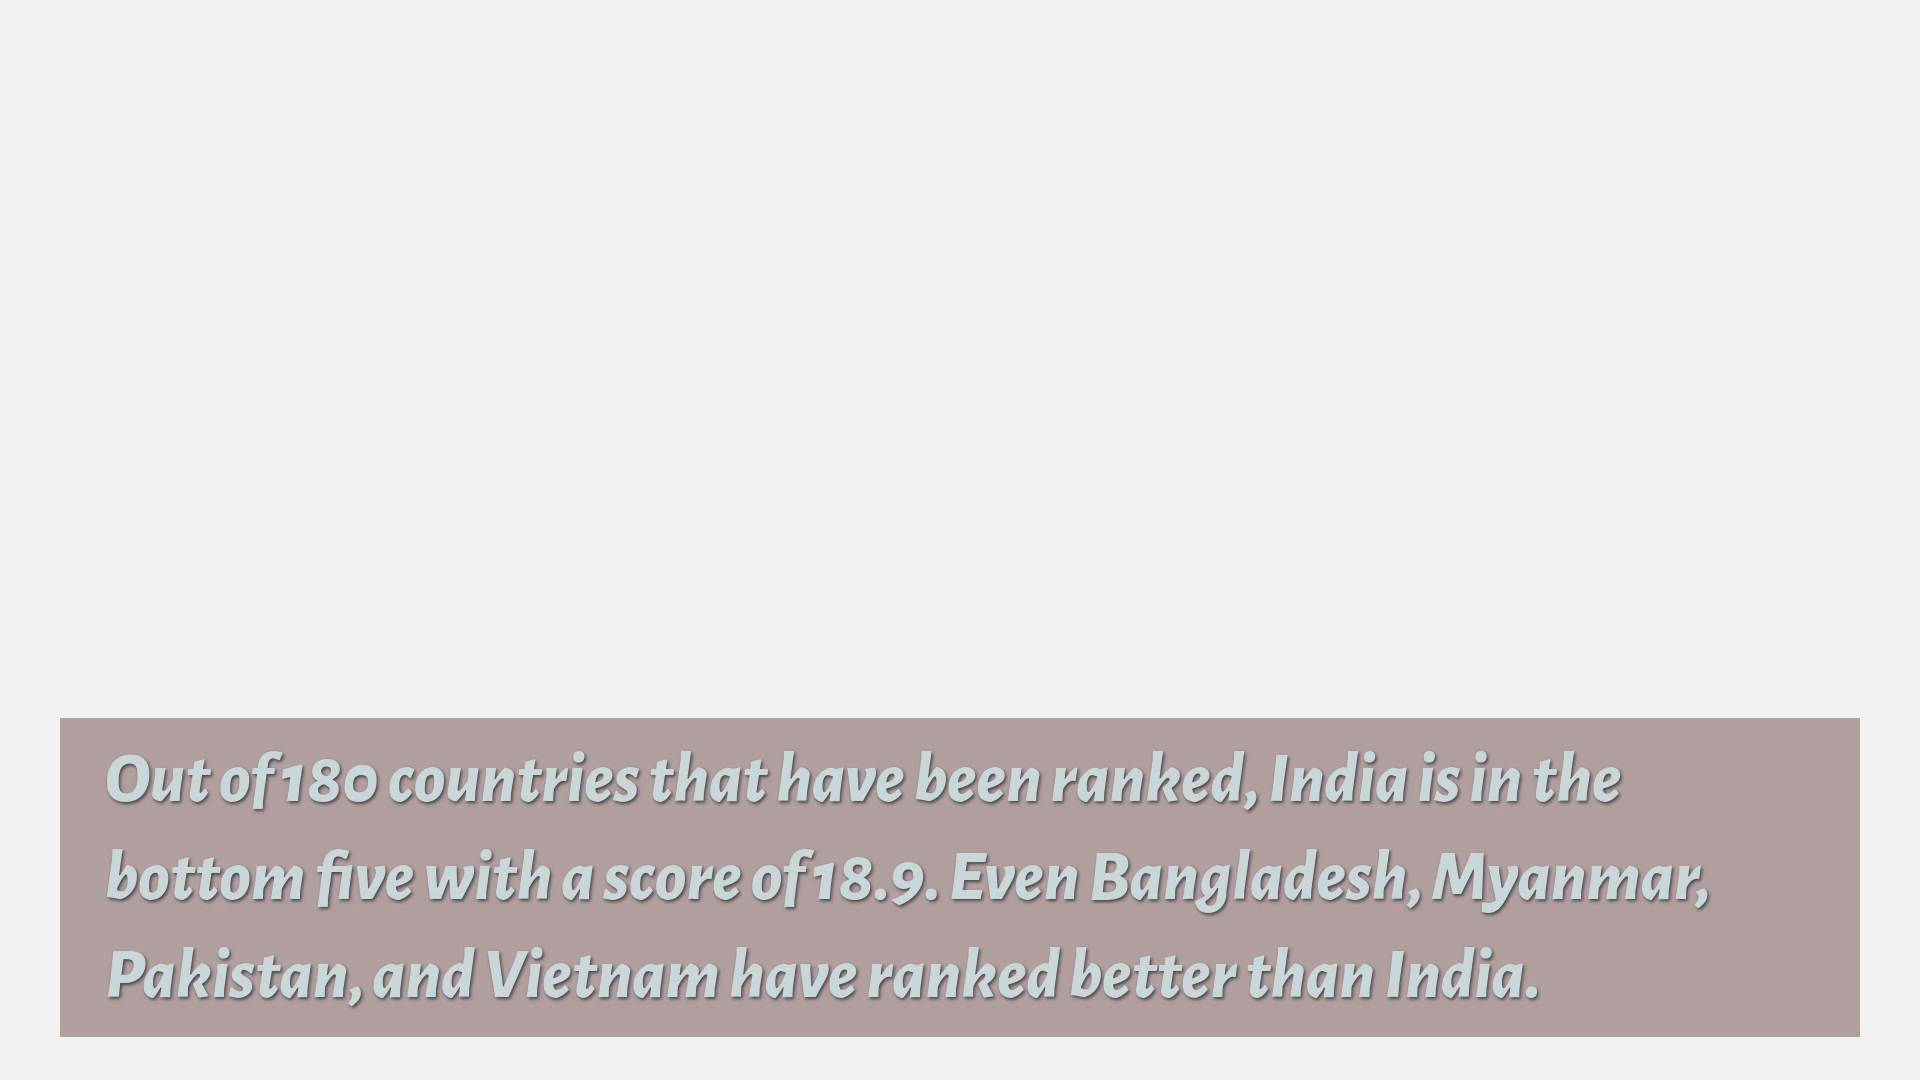 Out of 180 countries that have been ranked, India is in the
bottom five with a score of 18.9. Even Bangladesh, Myanmar,
Pakistan, and Vietnam have ranked better than India.